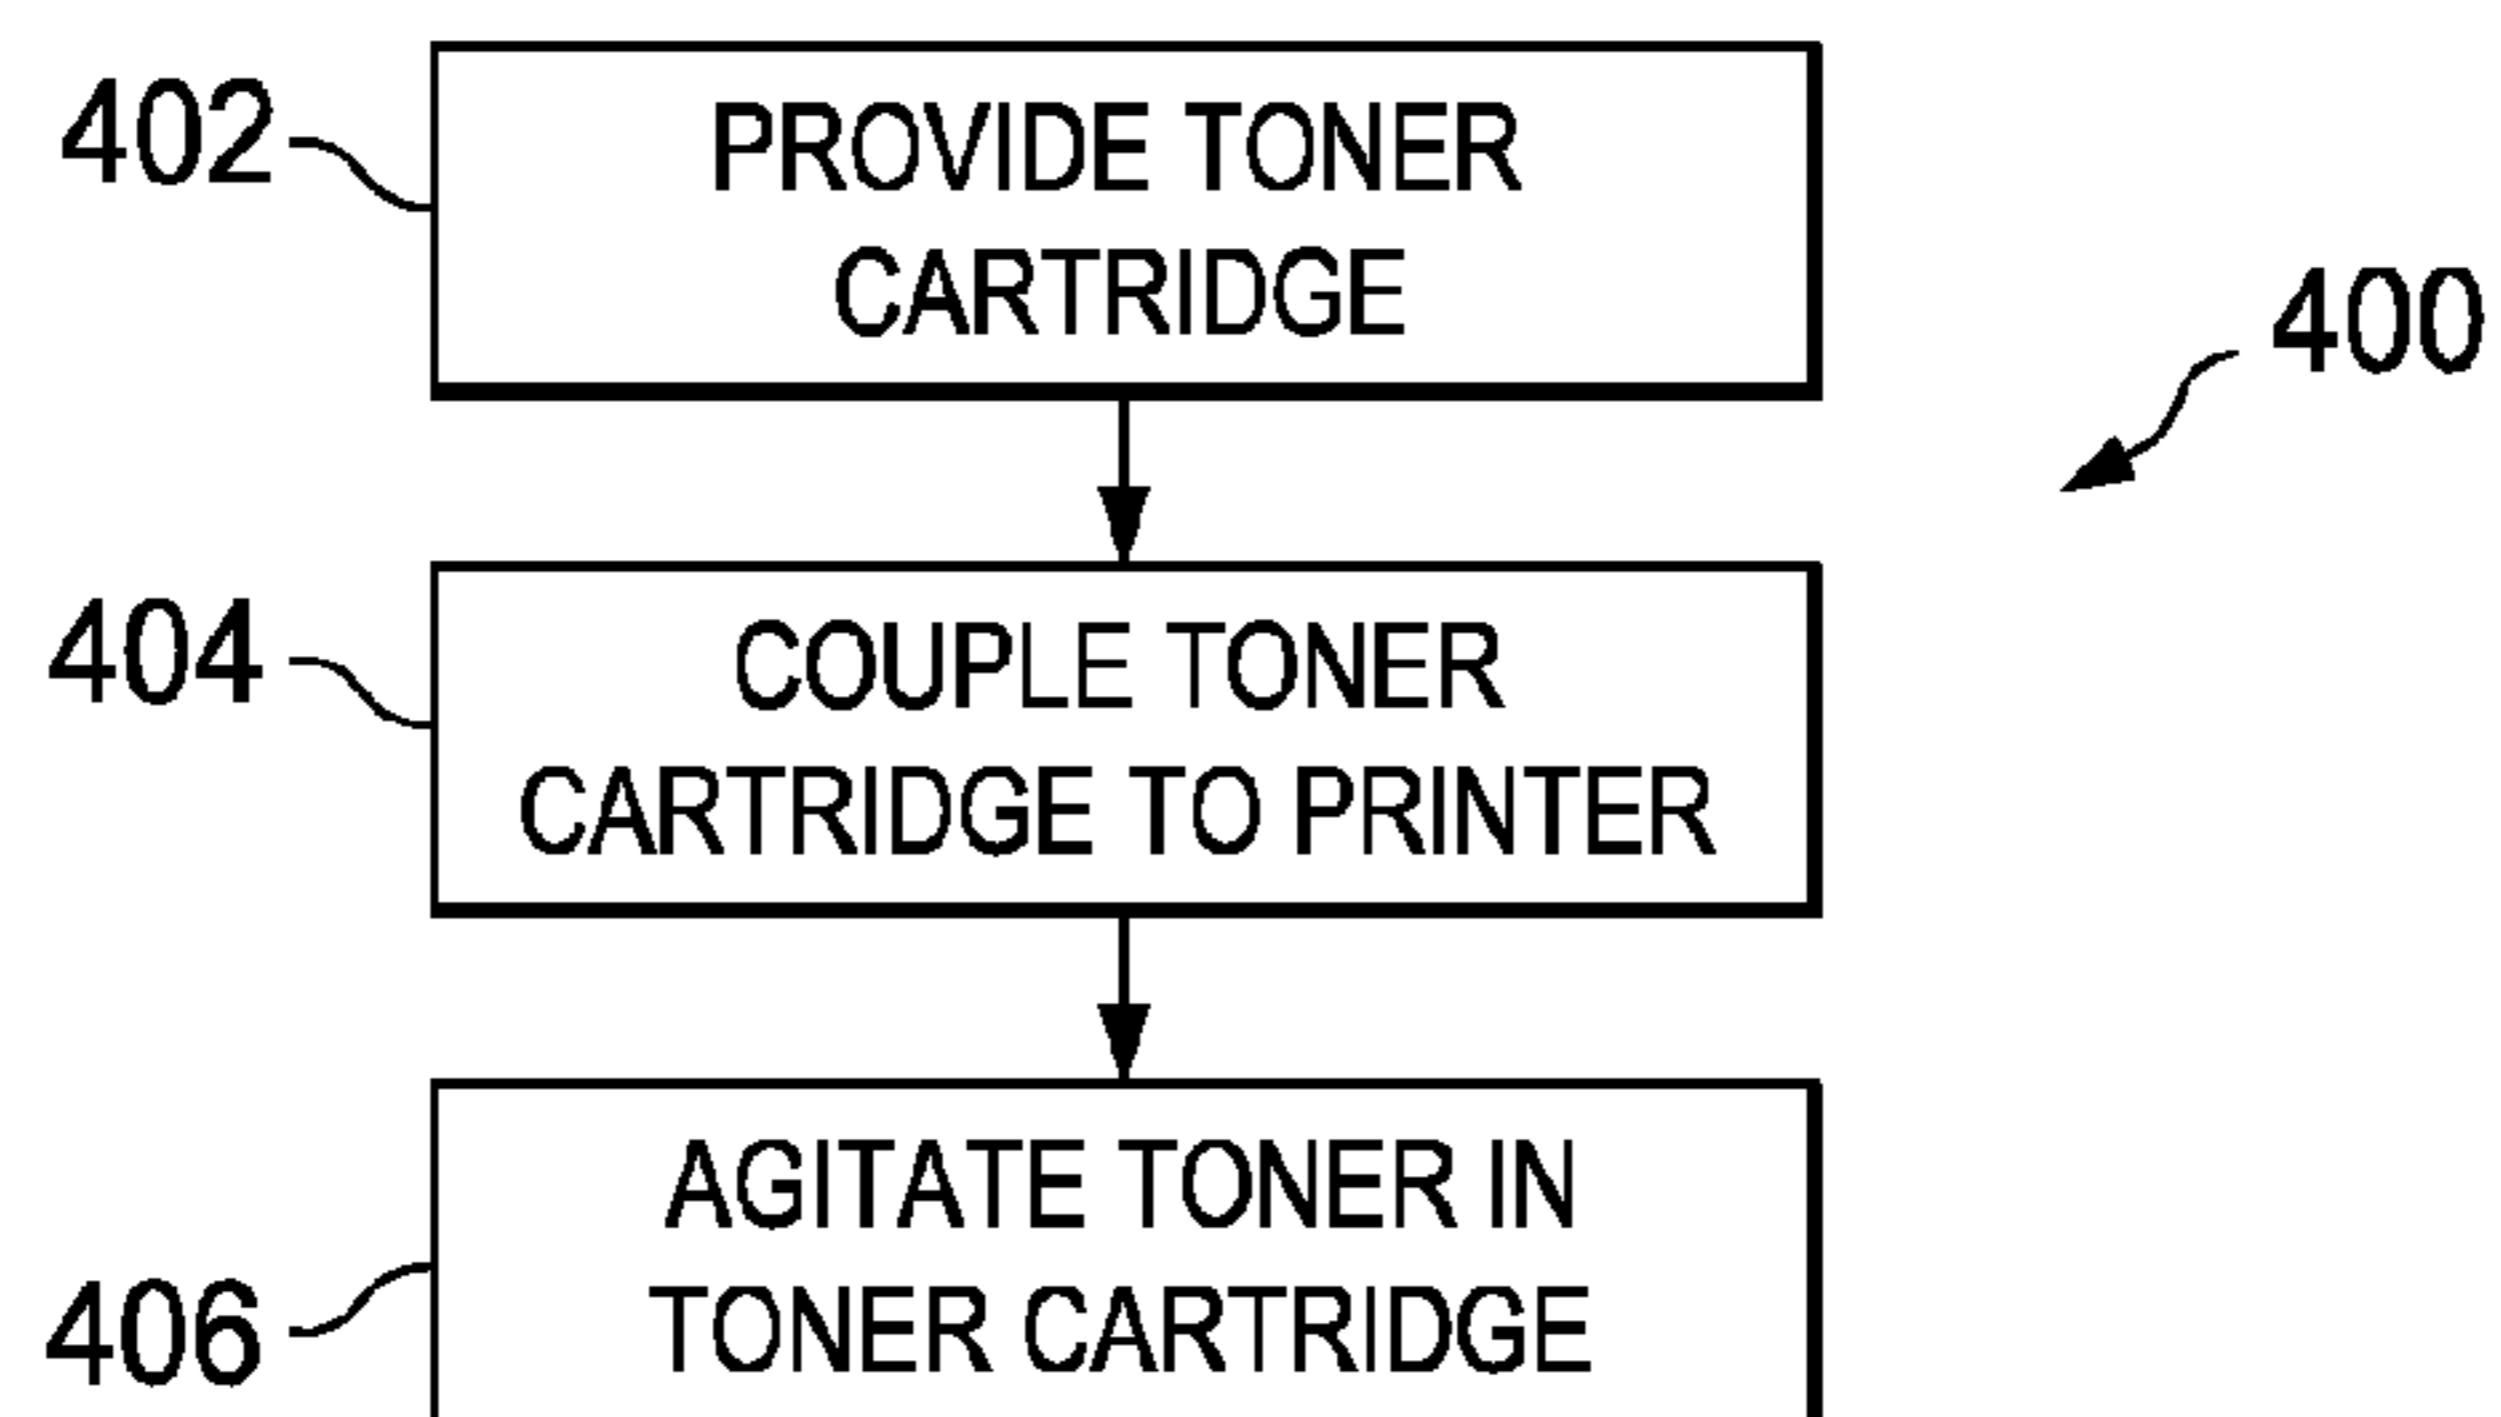 402
PROVIDE TONER
CARTRIDGE
400
404
COUPLE TONER
CARTRIDGE TO PRINTER
406
AGITATE TONER IN
TONER CARTRIDGE